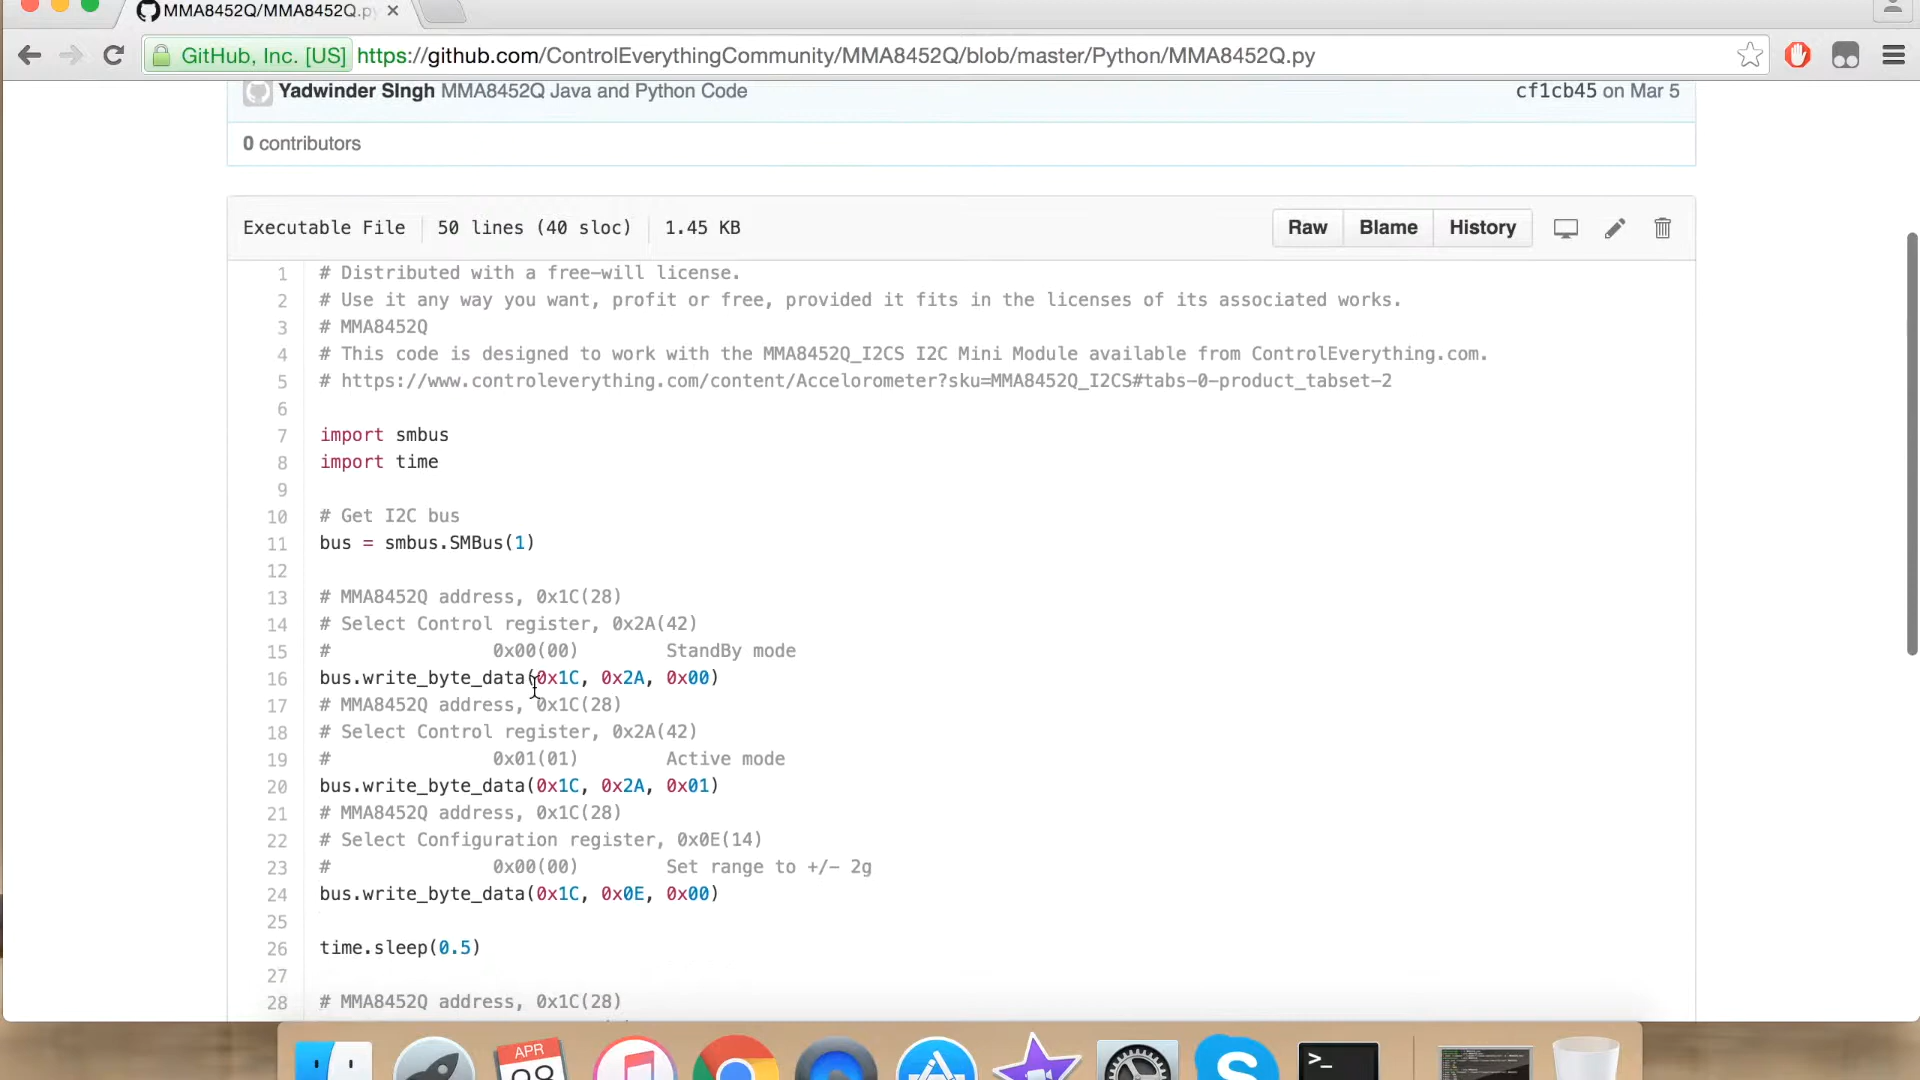 MMA8452Q/MMA8452Q.py
GitHub, Inc. [US] https://github.com/ControlEverythingCommunity/MMA8452Q/blob/master/Python/MMA8452Q.py
Yadwinder SIngh MMA8452Q Java and Python Code cf1cb45 on Mar 5
0 contributors
Executable File 50 lines (40 sloc) 1.45 KB Raw Blame History
1 # Distributed with a free-will license.
2 # Use it any way you want, profit or free, provided it fits in the licenses of its associated works.
3 # MMA8452Q
4 # This code is designed to work with the MMA8452Q_I2CS I2C Mini Module available from ControlEverything.com.
5 # https://www.controleverything.com/content/Accelorometer?sku=MMA8452Q_I2CS#tabs-0-product_tabset-2
6
7 import smbus
8 import time
9
10 # Get I2C bus
11 bus = smbus.SMBus(1)
12
13 # MMA8452Q address, 0x1C(28)
14 # Select Control register, 0x2A(42)
15 # 0x00(00) StandBy mode
16 bus.write_byte_data(0x1C, 0x2A, 0x00)
17 # MMA8452Q address, 0x1C(28)
18 # Select Control register, 0x2A(42)
19 # 0x01(01) Active mode
20 bus.write_byte_data(0x1C, 0x2A, 0x01)
21 # MMA8452Q address, 0x1C(28)
22 # Select Configuration register, 0x0E(14)
23 # 0x00(00) Set range to +/- 2g
24 bus.write_byte_data(0x1C, 0x0E, 0x00)
25
26 time.sleep(0.5)
27
28 # MMA8452Q address, 0x1C(28)
APR
>_